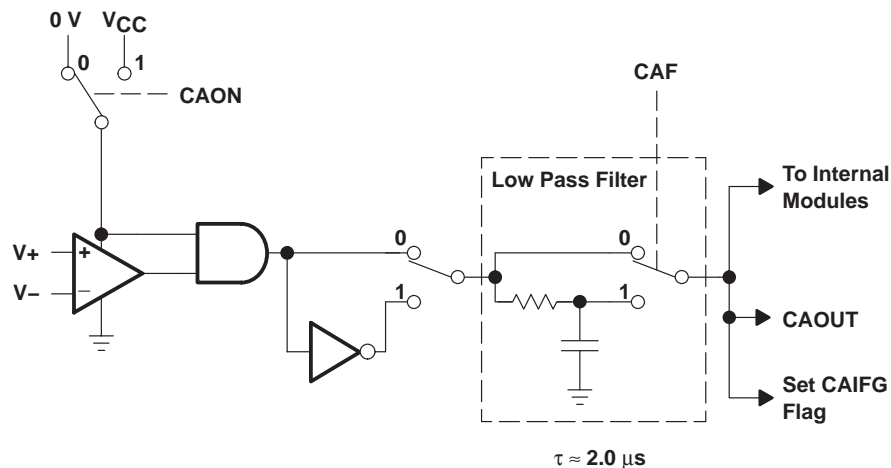 0 V
VCC
0
1
CAON
CAF
Low Pass Filter
To Internal
Modules
V+
+
0
0
V−
−
1
1
CAOUT
Set CAIFG
Flag
τ ≈ 2.0 μs